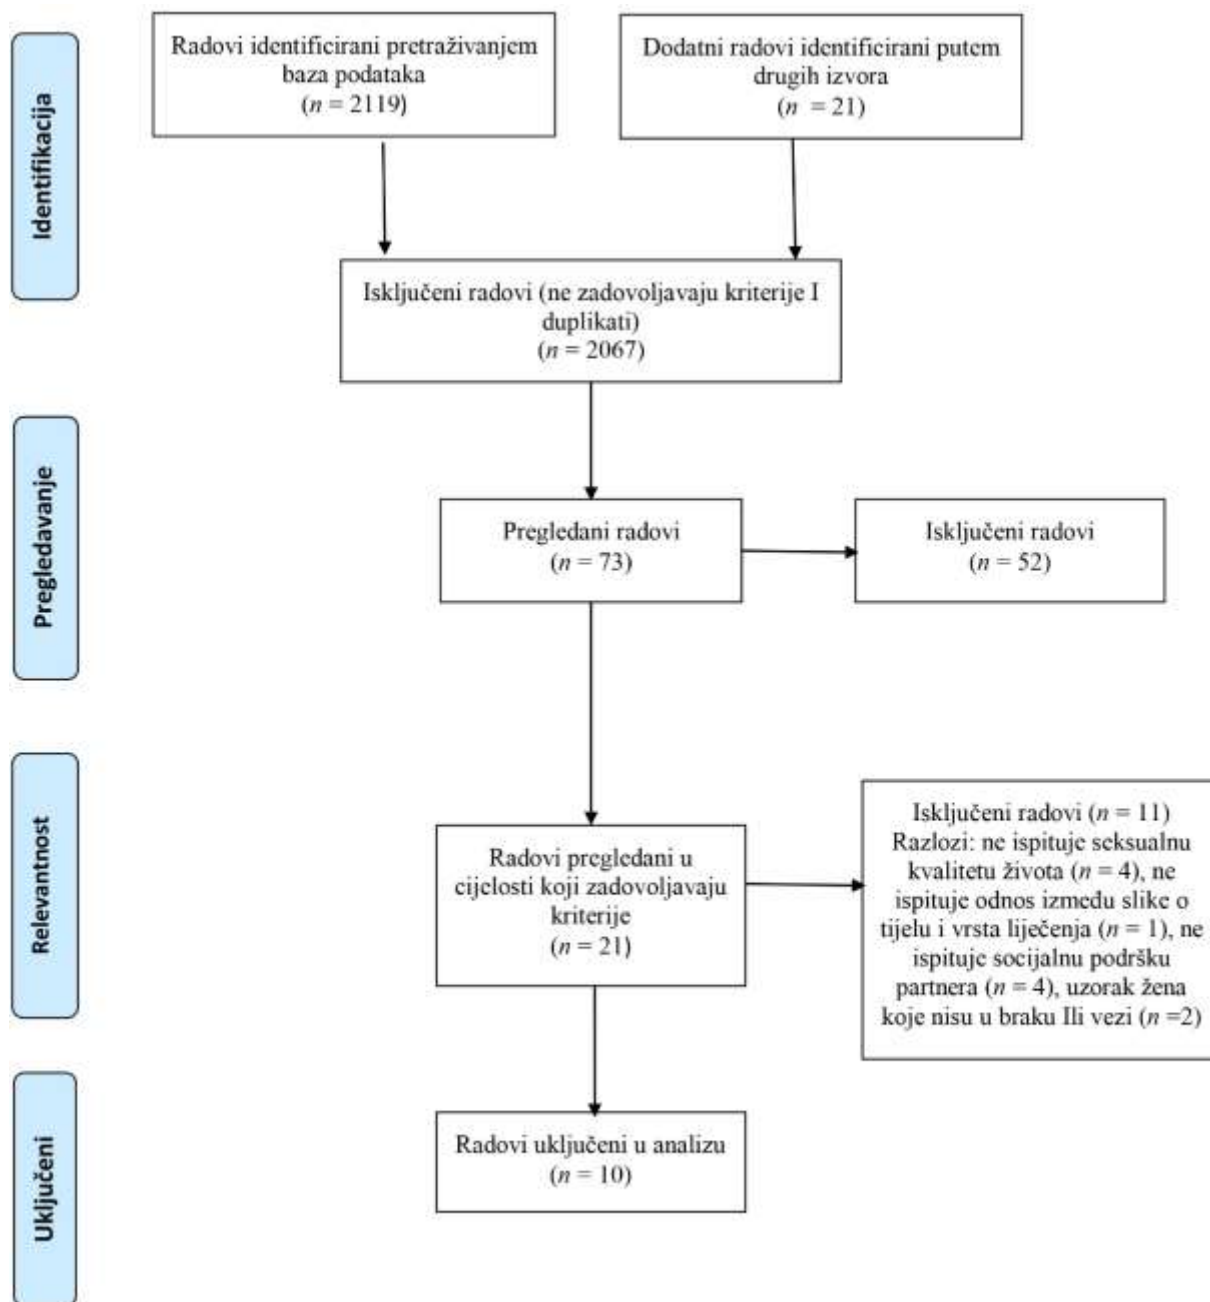 Identifikacija
Radovi identificirani pretraživanjem
baza podataka
(n = 2119)
Dodatni radovi identificirani putem
drugih izvora
(n = 21)
Isključeni radovi (ne zadovoljavaju kriterije I
duplikati)
(n = 2067)
Pregledavanje
Pregledani radovi
(n = 73)
Isključeni radovi
(n = 52)
Relevantnost
Radovi pregledani u
cijelosti koji zadovoljavaju
kriterije
(n = 21)
Isključeni radovi (n = 11)
Razlozi: ne ispituje seksualnu
kvalitetu života (n = 4), ne
ispituje odnos između slike o
tijelu i vrsta liječenja (n = 1), ne
ispituje socijalnu podršku
partnera (n = 4), uzorak žena
koje nisu u braku Ili vezi (n =2)
Uključeni
Radovi uključeni u analizu
(n = 10)